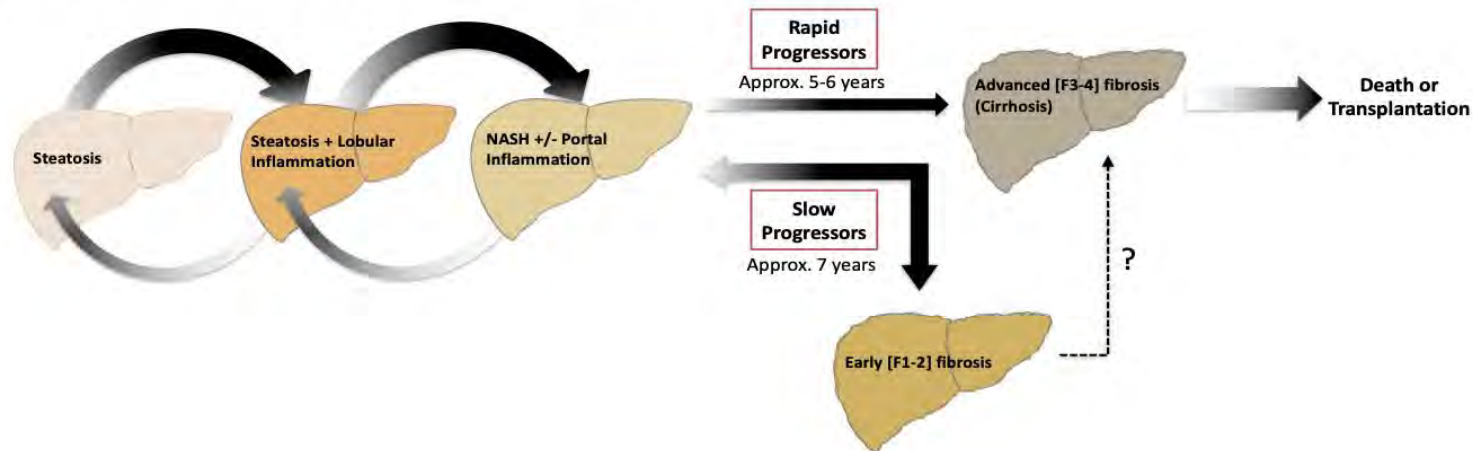 Steatosis
Steatosis + Lobular
Inflammation
NASH +/- Portal
Inflammation
Rapid
Progressors
Approx. 5-6 years
Slow
Progressors
Approx. 7 years
Advanced [F3-4] fibrosis
(Cirrhosis)
Death or
Transplantation
?
Early [F1-2] fibrosis